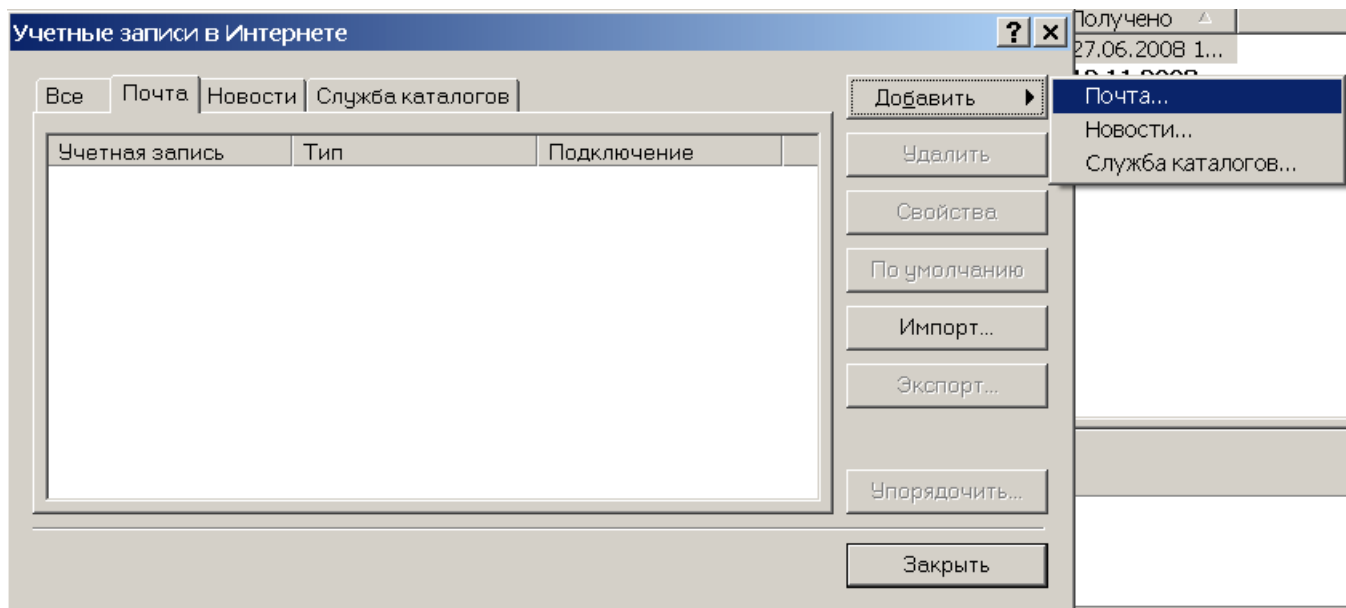 Учетные записи в Интернете
Получено
27.06.2008 1...
Все Почта Новости Служба каталогов
Добавить
Почта...
Новости...
Служба каталогов...
Учетная запись Тип Подключение
Удалить
Свойства
По умолчанию
Импорт...
Экспорт...
Упорядочить...
Закрыть